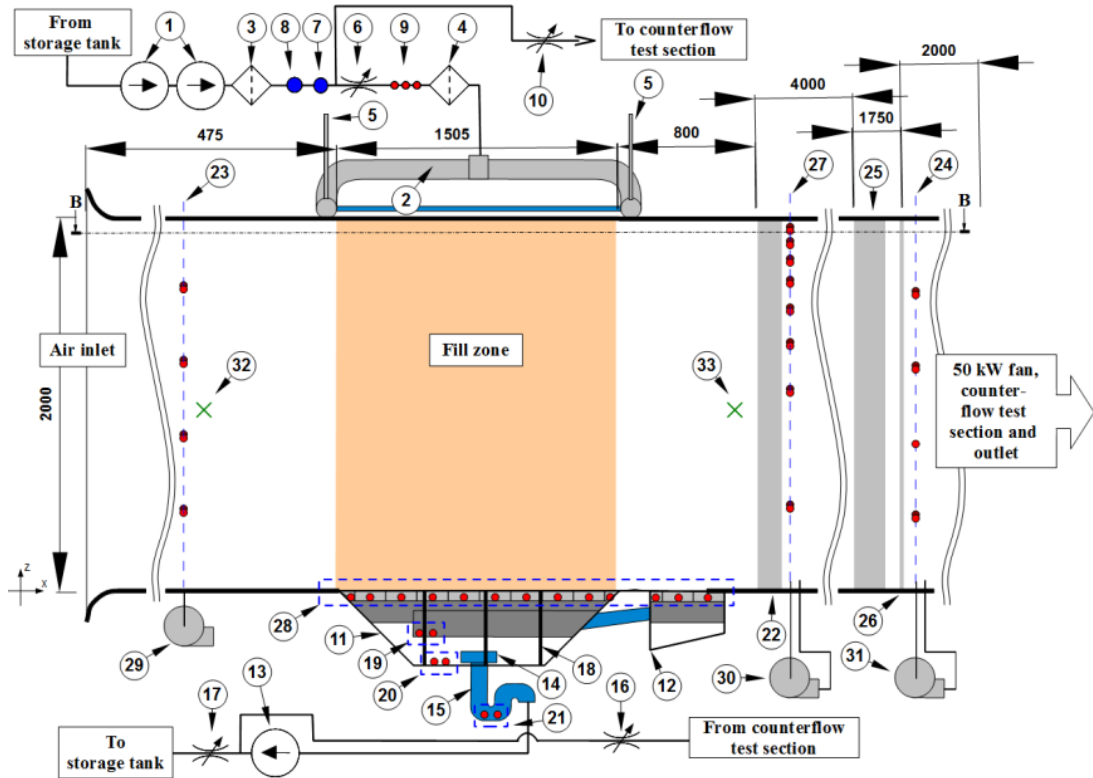 From
storage tank
1
3
8
7
6
9
4
To counterflow
test section
10
2000
4000
1750
5
5
475
1505
800
23
2
27
25
24
B
B
Air inlet
2000
Fill zone
32
33
50 kW fan,
counter-
flow test
section and
outlet
z
x
28
11
19
20
29
14
15
18
12
22
26
30
31
21
17
13
16
To
storage tank
From counterflow
test section